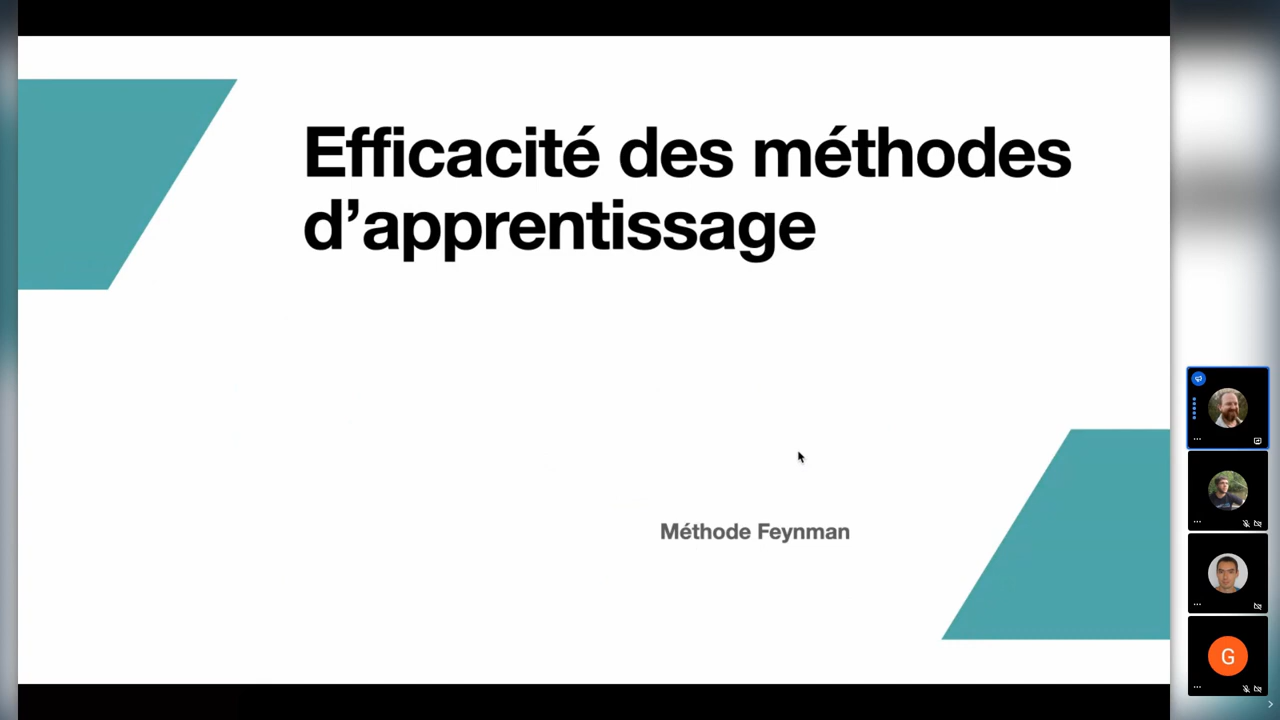 Efficacité des méthodes
d’apprentissage
Méthode Feynman
G